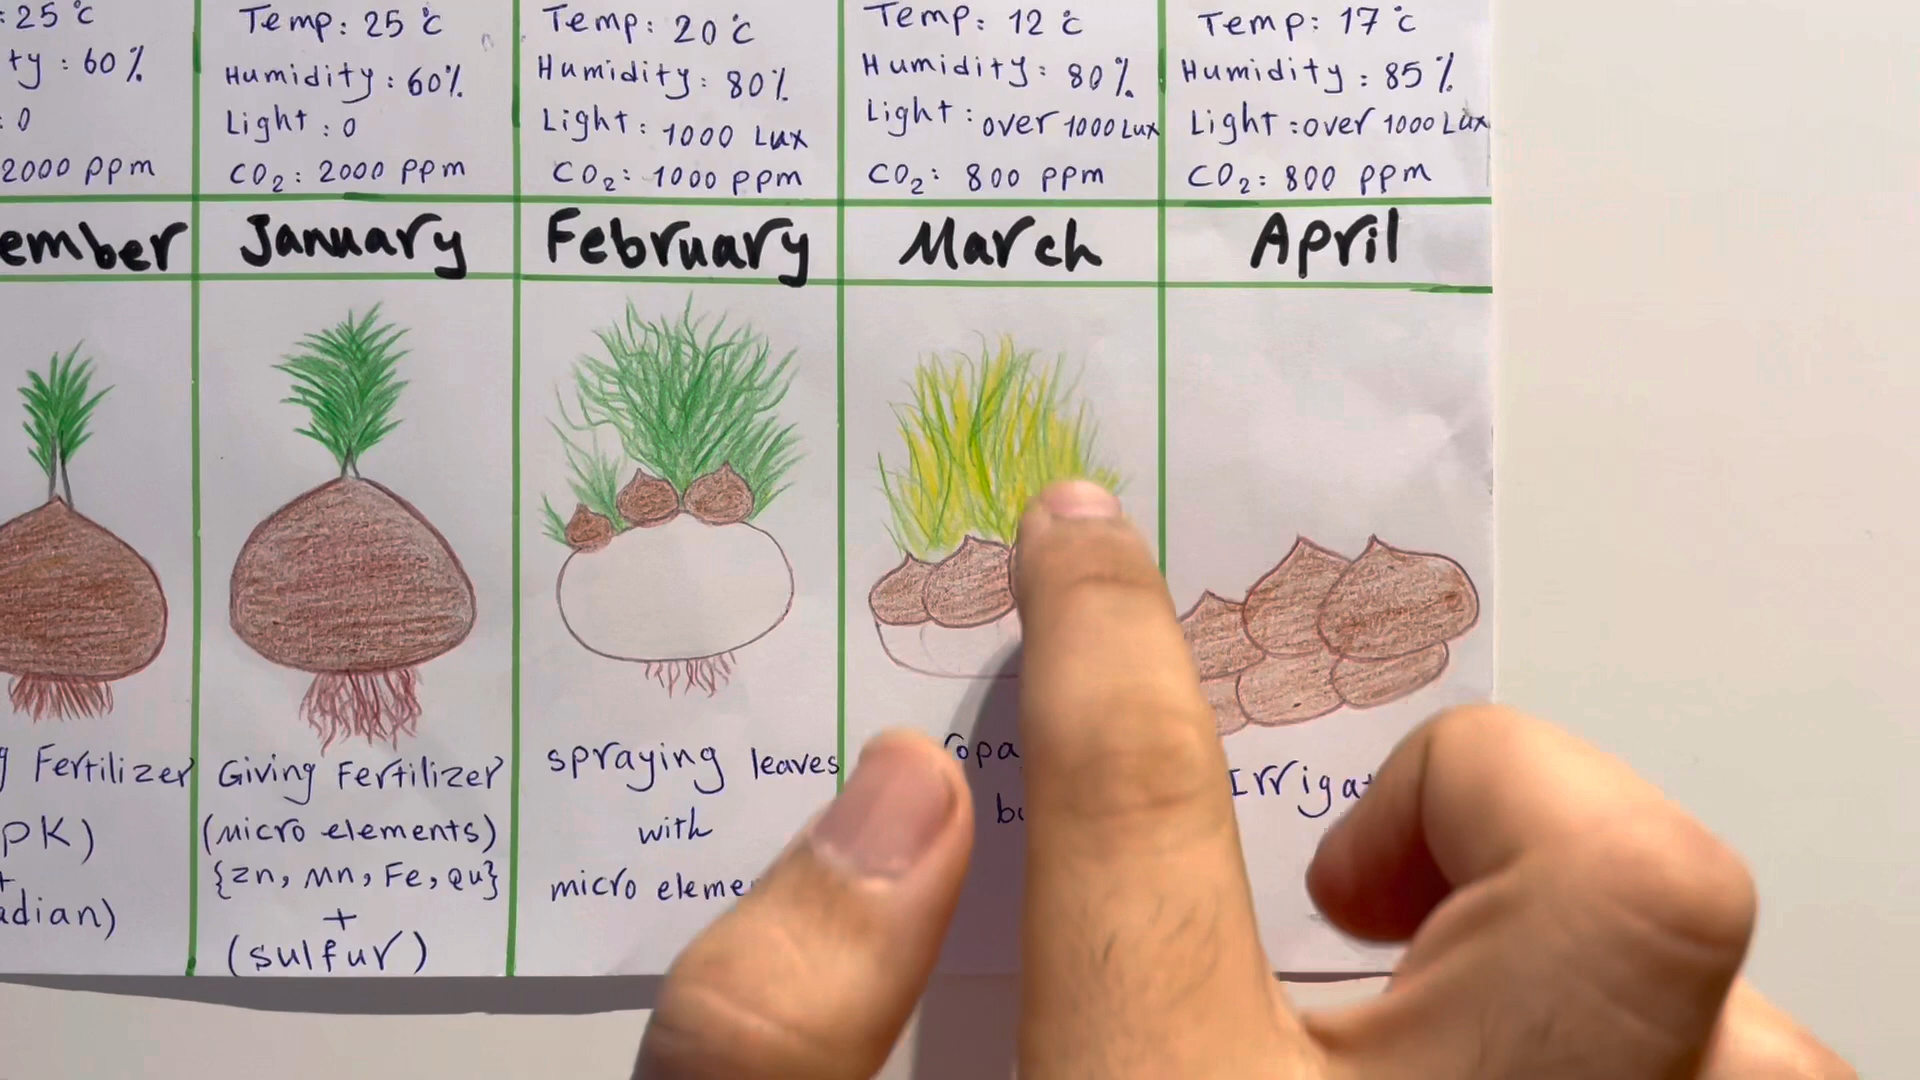 : 25 °c
ty : 60%
: 0
2000 ppm
Temp: 25 °c
Humidity: 60%
Light: 0
CO2: 2000 ppm
Temp: 20 °c
Humidity: 80%
Light: 1000 Lux
CO2: 1000 ppm
Temp: 12 °c
Humidity: 80%
Light: over 1000 Lux
CO2: 800 ppm
Temp: 17 °c
Humidity: 85%
Light: over 1000 Lux
CO2: 800 ppm
ember
January
February
March
April
g Fertilizer
PK)
+
adian)
Giving Fertilizer
(micro elements)
{zn, Mn, Fe, Qu}
+
(sulfur)
spraying leaves
with
micro eleme
ropa
Irriga